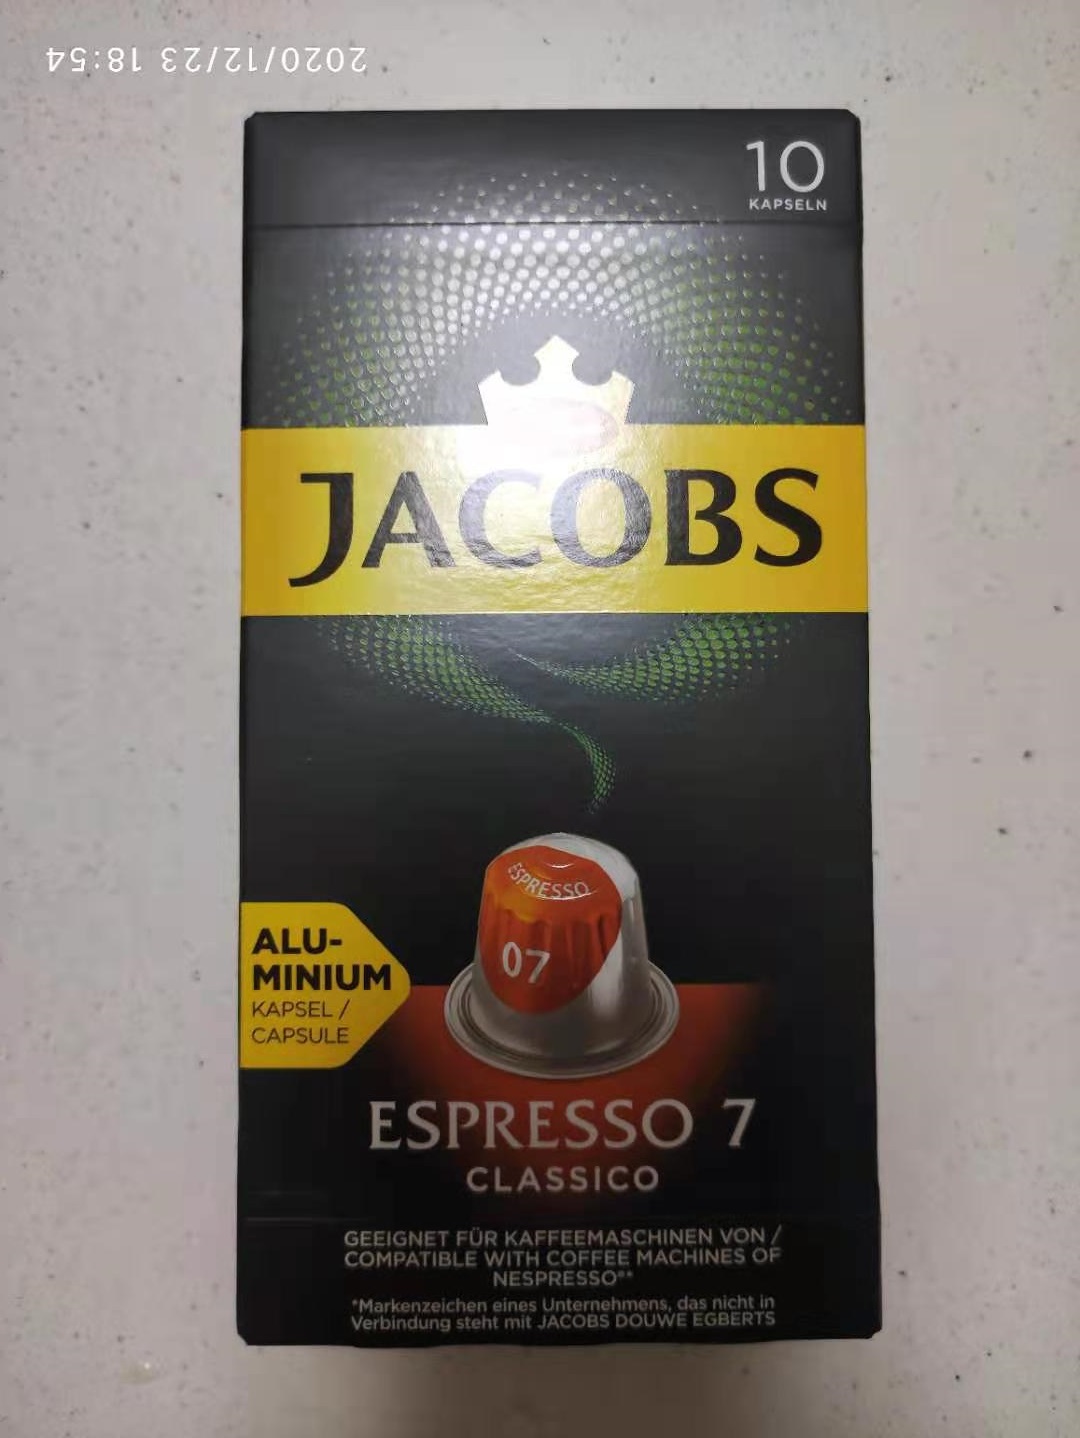 2020/12/23 18:54
10
KAPSELN
JACOBS
ESPRESSO
07
ALU-
MINIUM
KAPSEL /
CAPSULE
ESPRESSO 7
CLASSICO
GEEIGNET FÜR KAFFEEMASCHINEN VON /
COMPATIBLE WITH COFFEE MACHINES OF
NESPRESSO®*
*Markenzeichen eines Unternehmens, das nicht in
Verbindung steht mit JACOBS DOUWE EGBERTS